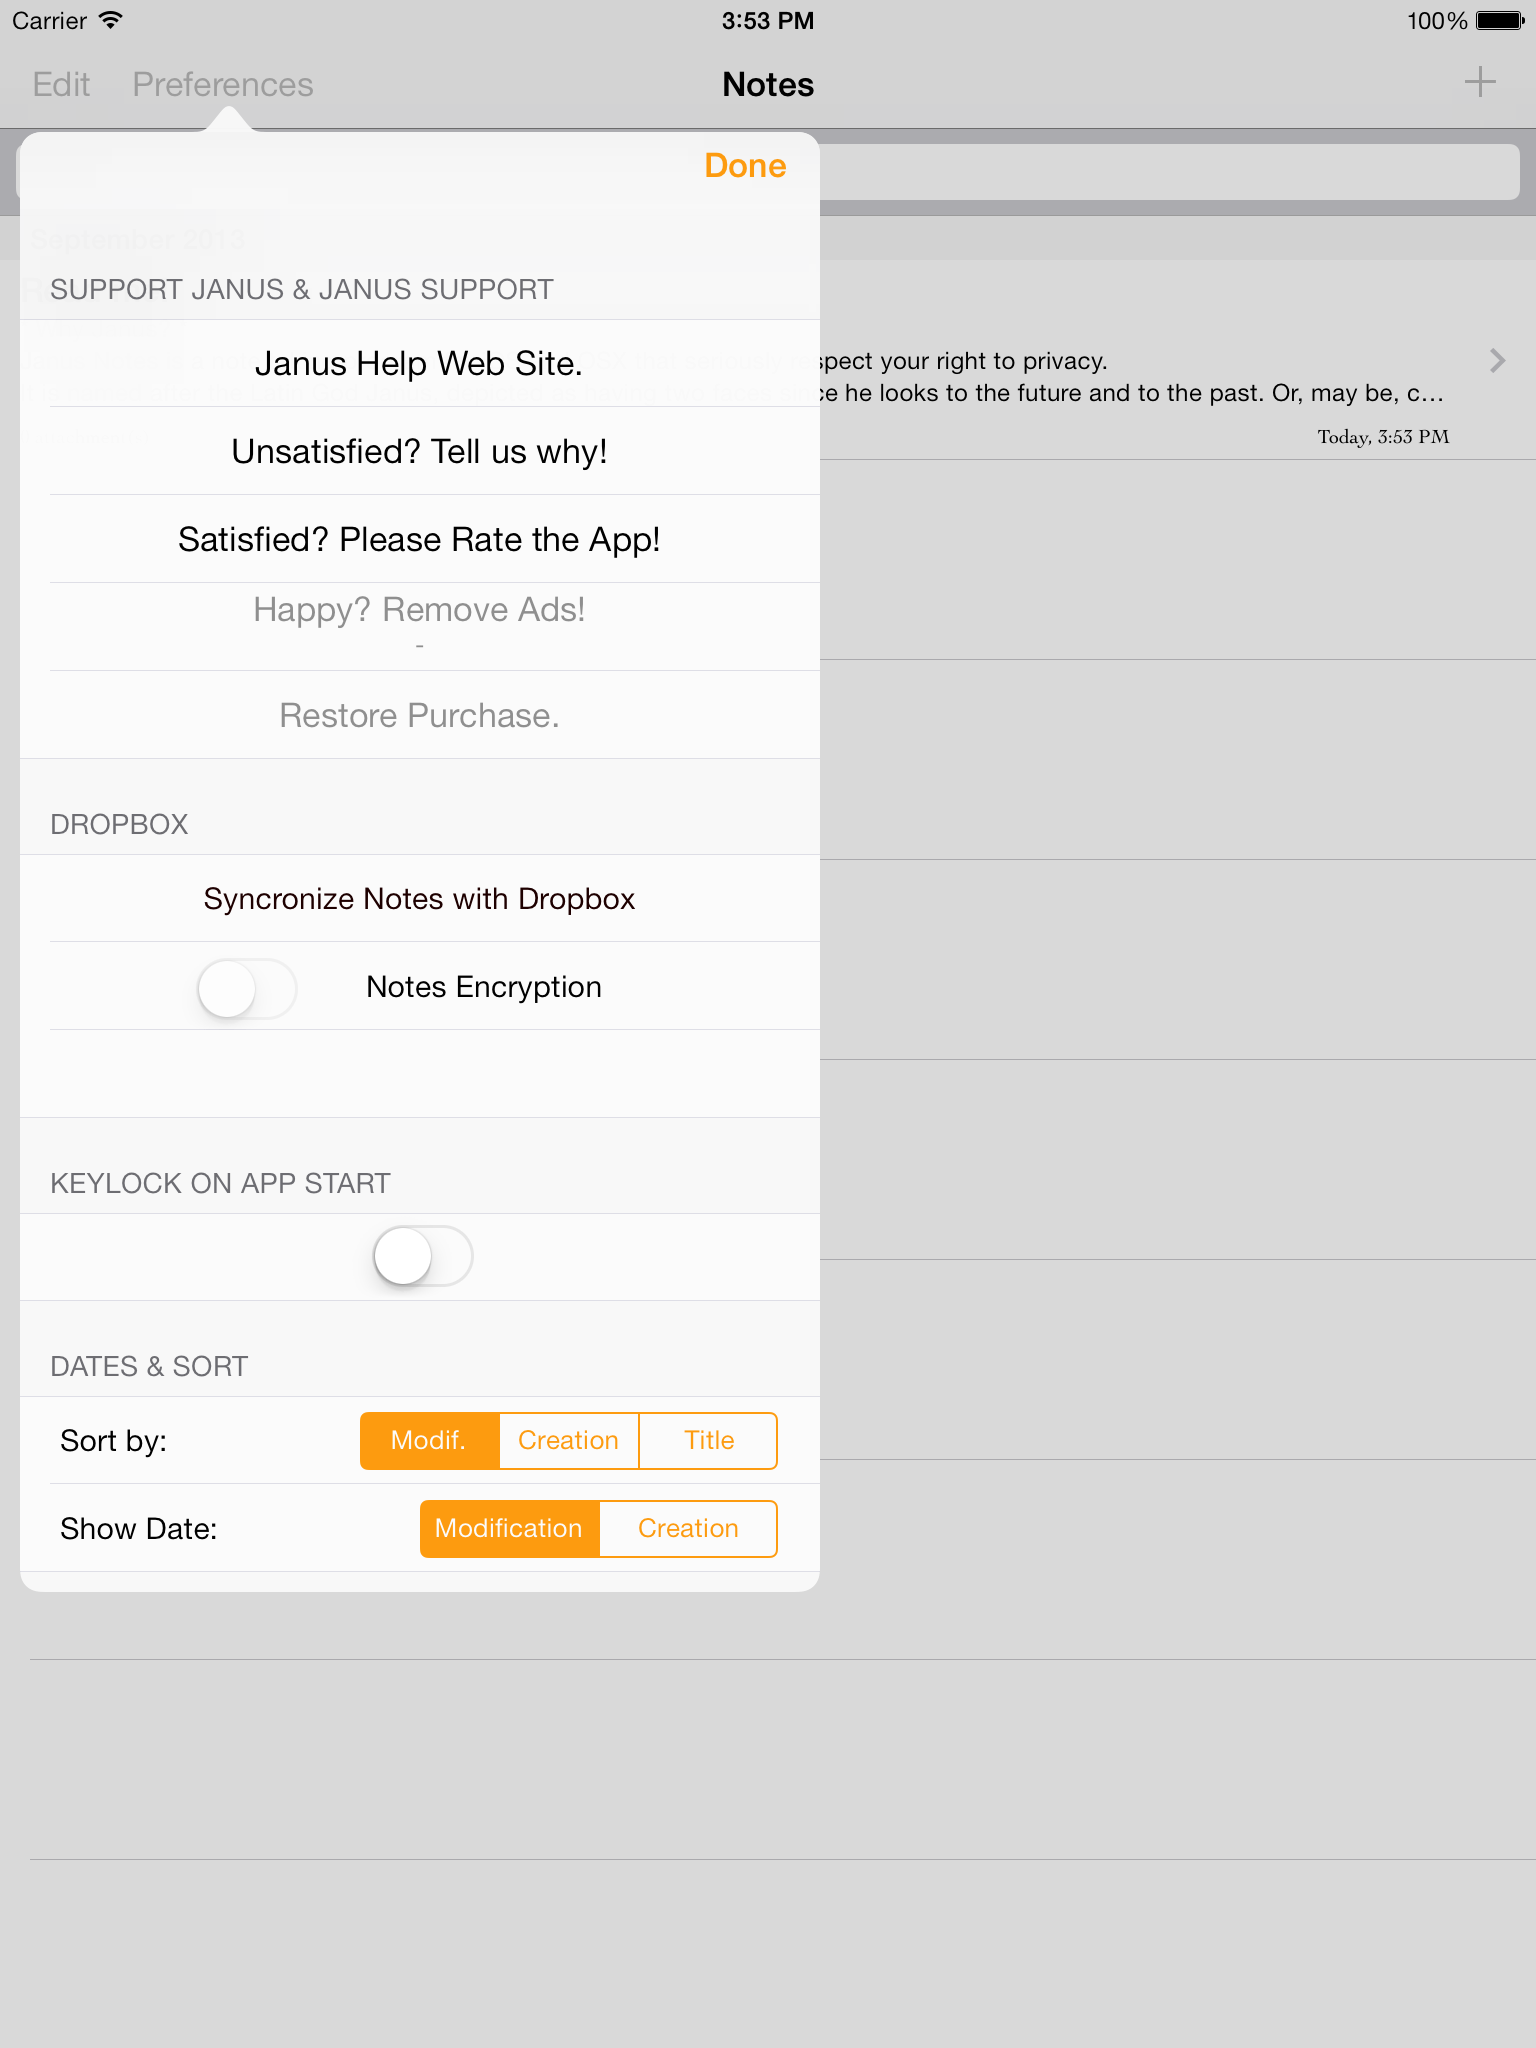 Carrier 3:53 PM 100%
Edit Preferences Notes
Done
September 2013
SUPPORT JANUS & JANUS SUPPORT
Janus Help Web Site.
spect your right to privacy.
ce he looks to the future and to the past. Or, may be, c...
Today, 3:53 PM
Unsatisfied? Tell us why!
Satisfied? Please Rate the App!
Happy? Remove Ads!
-
Restore Purchase.
DROPBOX
Syncronize Notes with Dropbox
Notes Encryption
KEYLOCK ON APP START
DATES & SORT
Sort by: Modif. Creation Title
Show Date: Modification Creation